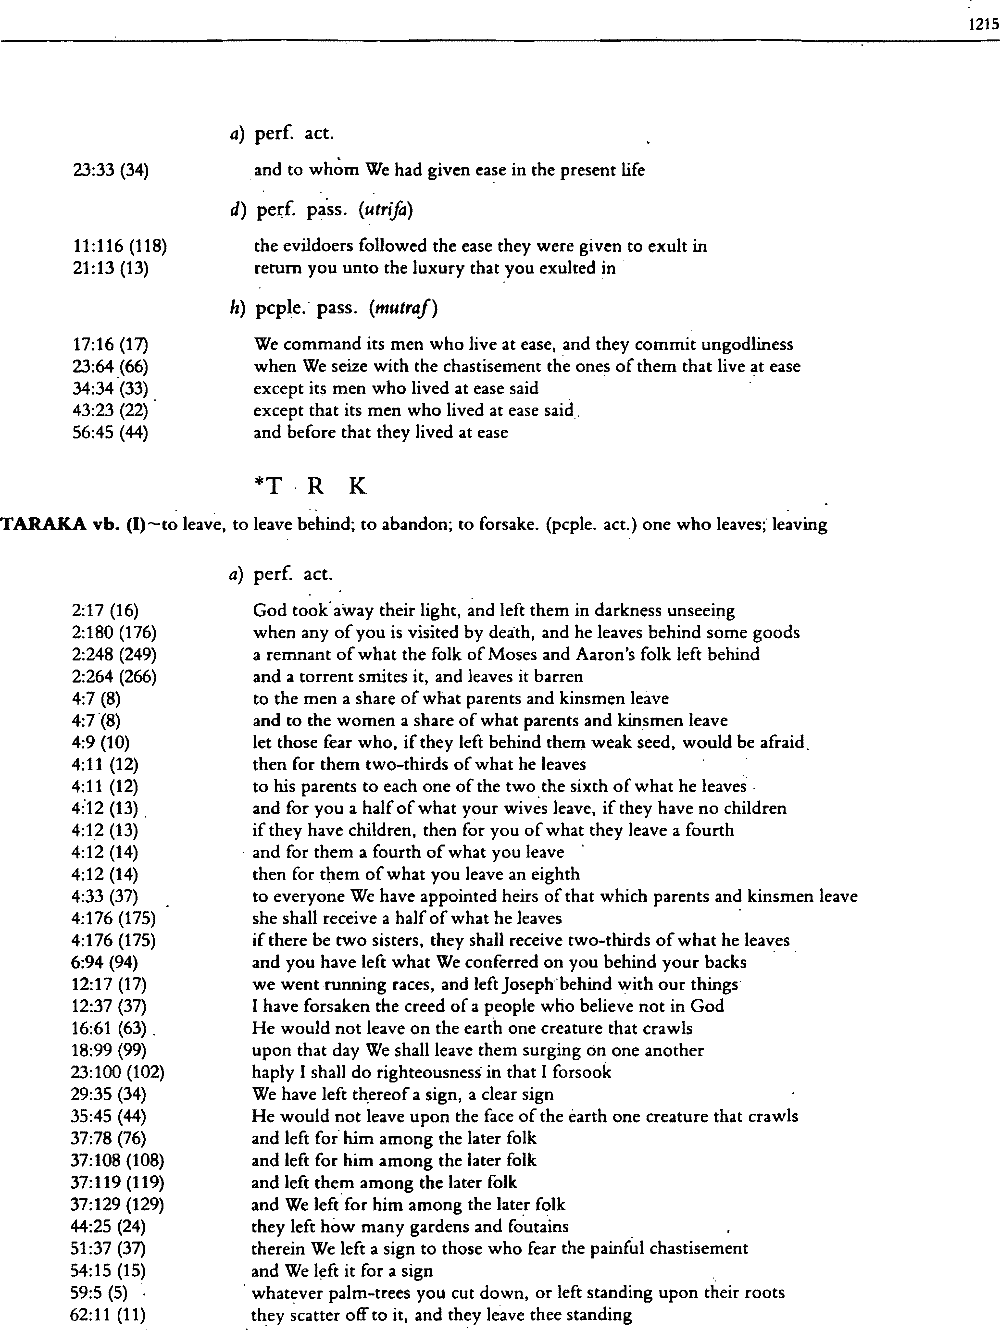 1215
a) perf. act.
23:33 (34) and to whom We had given ease in the present life
d) perf. pass. (utrifa)
11:116 (118) the evildoers followed the ease they were given to exult in
21:13 (13) return you unto the luxury that you exulted in
h) pcple. pass. (mutraf)
17:16 (17) We command its men who live at ease, and they commit ungodliness
23:64 (66) when We seize with the chastisement the ones of them that live at ease
34:34 (33) except its men who lived at ease said
43:23 (22) except that its men who lived at ease said
56:45 (44) and before that they lived at ease
*T R K
TARAKA vb. (I)~to leave, to leave behind; to abandon; to forsake. (pcple. act.) one who leaves; leaving
a) perf. act.
2:17 (16) God took away their light, and left them in darkness unseeing
2:180 (176) when any of you is visited by death, and he leaves behind some goods
2:248 (249) a remnant of what the folk of Moses and Aaron's folk left behind
2:264 (266) and a torrent smites it, and leaves it barren
4:7 (8) to the men a share of what parents and kinsmen leave
4:7 (8) and to the women a share of what parents and kinsmen leave
4:9 (10) let those fear who, if they left behind them weak seed, would be afraid
4:11 (12) then for them two-thirds of what he leaves
4:11 (12) to his parents to each one of the two the sixth of what he leaves
4:12 (13) and for you a half of what your wives leave, if they have no children
4:12 (13) if they have children, then for you of what they leave a fourth
4:12 (14) and for them a fourth of what you leave
4:12 (14) then for them of what you leave an eighth
4:33 (37) to everyone We have appointed heirs of that which parents and kinsmen leave
4:176 (175) she shall receive a half of what he leaves
4:176 (175) if there be two sisters, they shall receive two-thirds of what he leaves
6:94 (94) and you have left what We conferred on you behind your backs
12:17 (17) we went running races, and left Joseph behind with our things
12:37 (37) I have forsaken the creed of a people who believe not in God
16:61 (63) He would not leave on the earth one creature that crawls
18:99 (99) upon that day We shall leave them surging on one another
23:100 (102) haply I shall do righteousness in that I forsook
29:35 (34) We have left thereof a sign, a clear sign
35:45 (44) He would not leave upon the face of the earth one creature that crawls
37:78 (76) and left for him among the later folk
37:108 (108) and left for him among the later folk
37:119 (119) and left them among the later folk
37:129 (129) and We left for him among the later folk
44:25 (24) they left how many gardens and foutains
51:37 (37) therein We left a sign to those who fear the painful chastisement
54:15 (15) and We left it for a sign
59:5 (5) whatever palm-trees you cut down, or left standing upon their roots
62:11 (11) they scatter off to it, and they leave thee standing